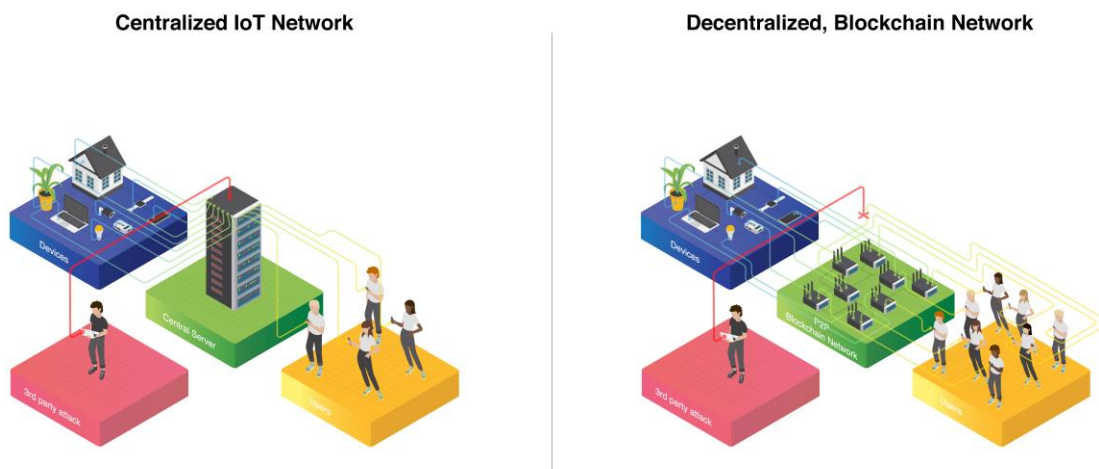 Centralized IoT Network
Decentralized, Blockchain Network
Devices
Central Server
3rd party attack
Users
Devices
P2P
Blockchain Network
3rd party attack
Users